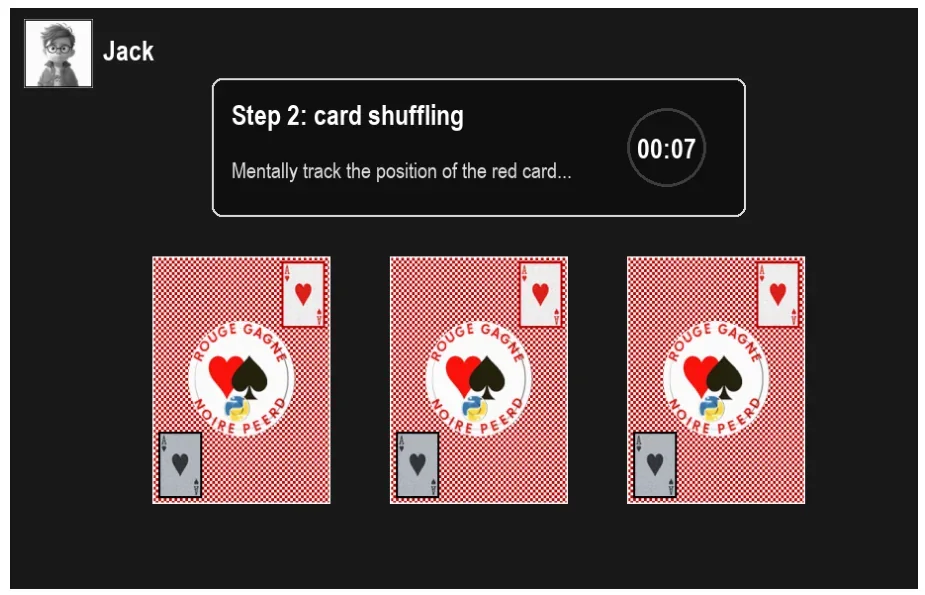 Jack
Step 2: card shuffling
00:07
Mentally track the position of the red card...
A
A
ROUGE GAGNE
NOIRE PEERD
A
A
A
A
ROUGE GAGNE
NOIRE PEERD
A
A
A
A
ROUGE GAGNE
NOIRE PEERD
A
A